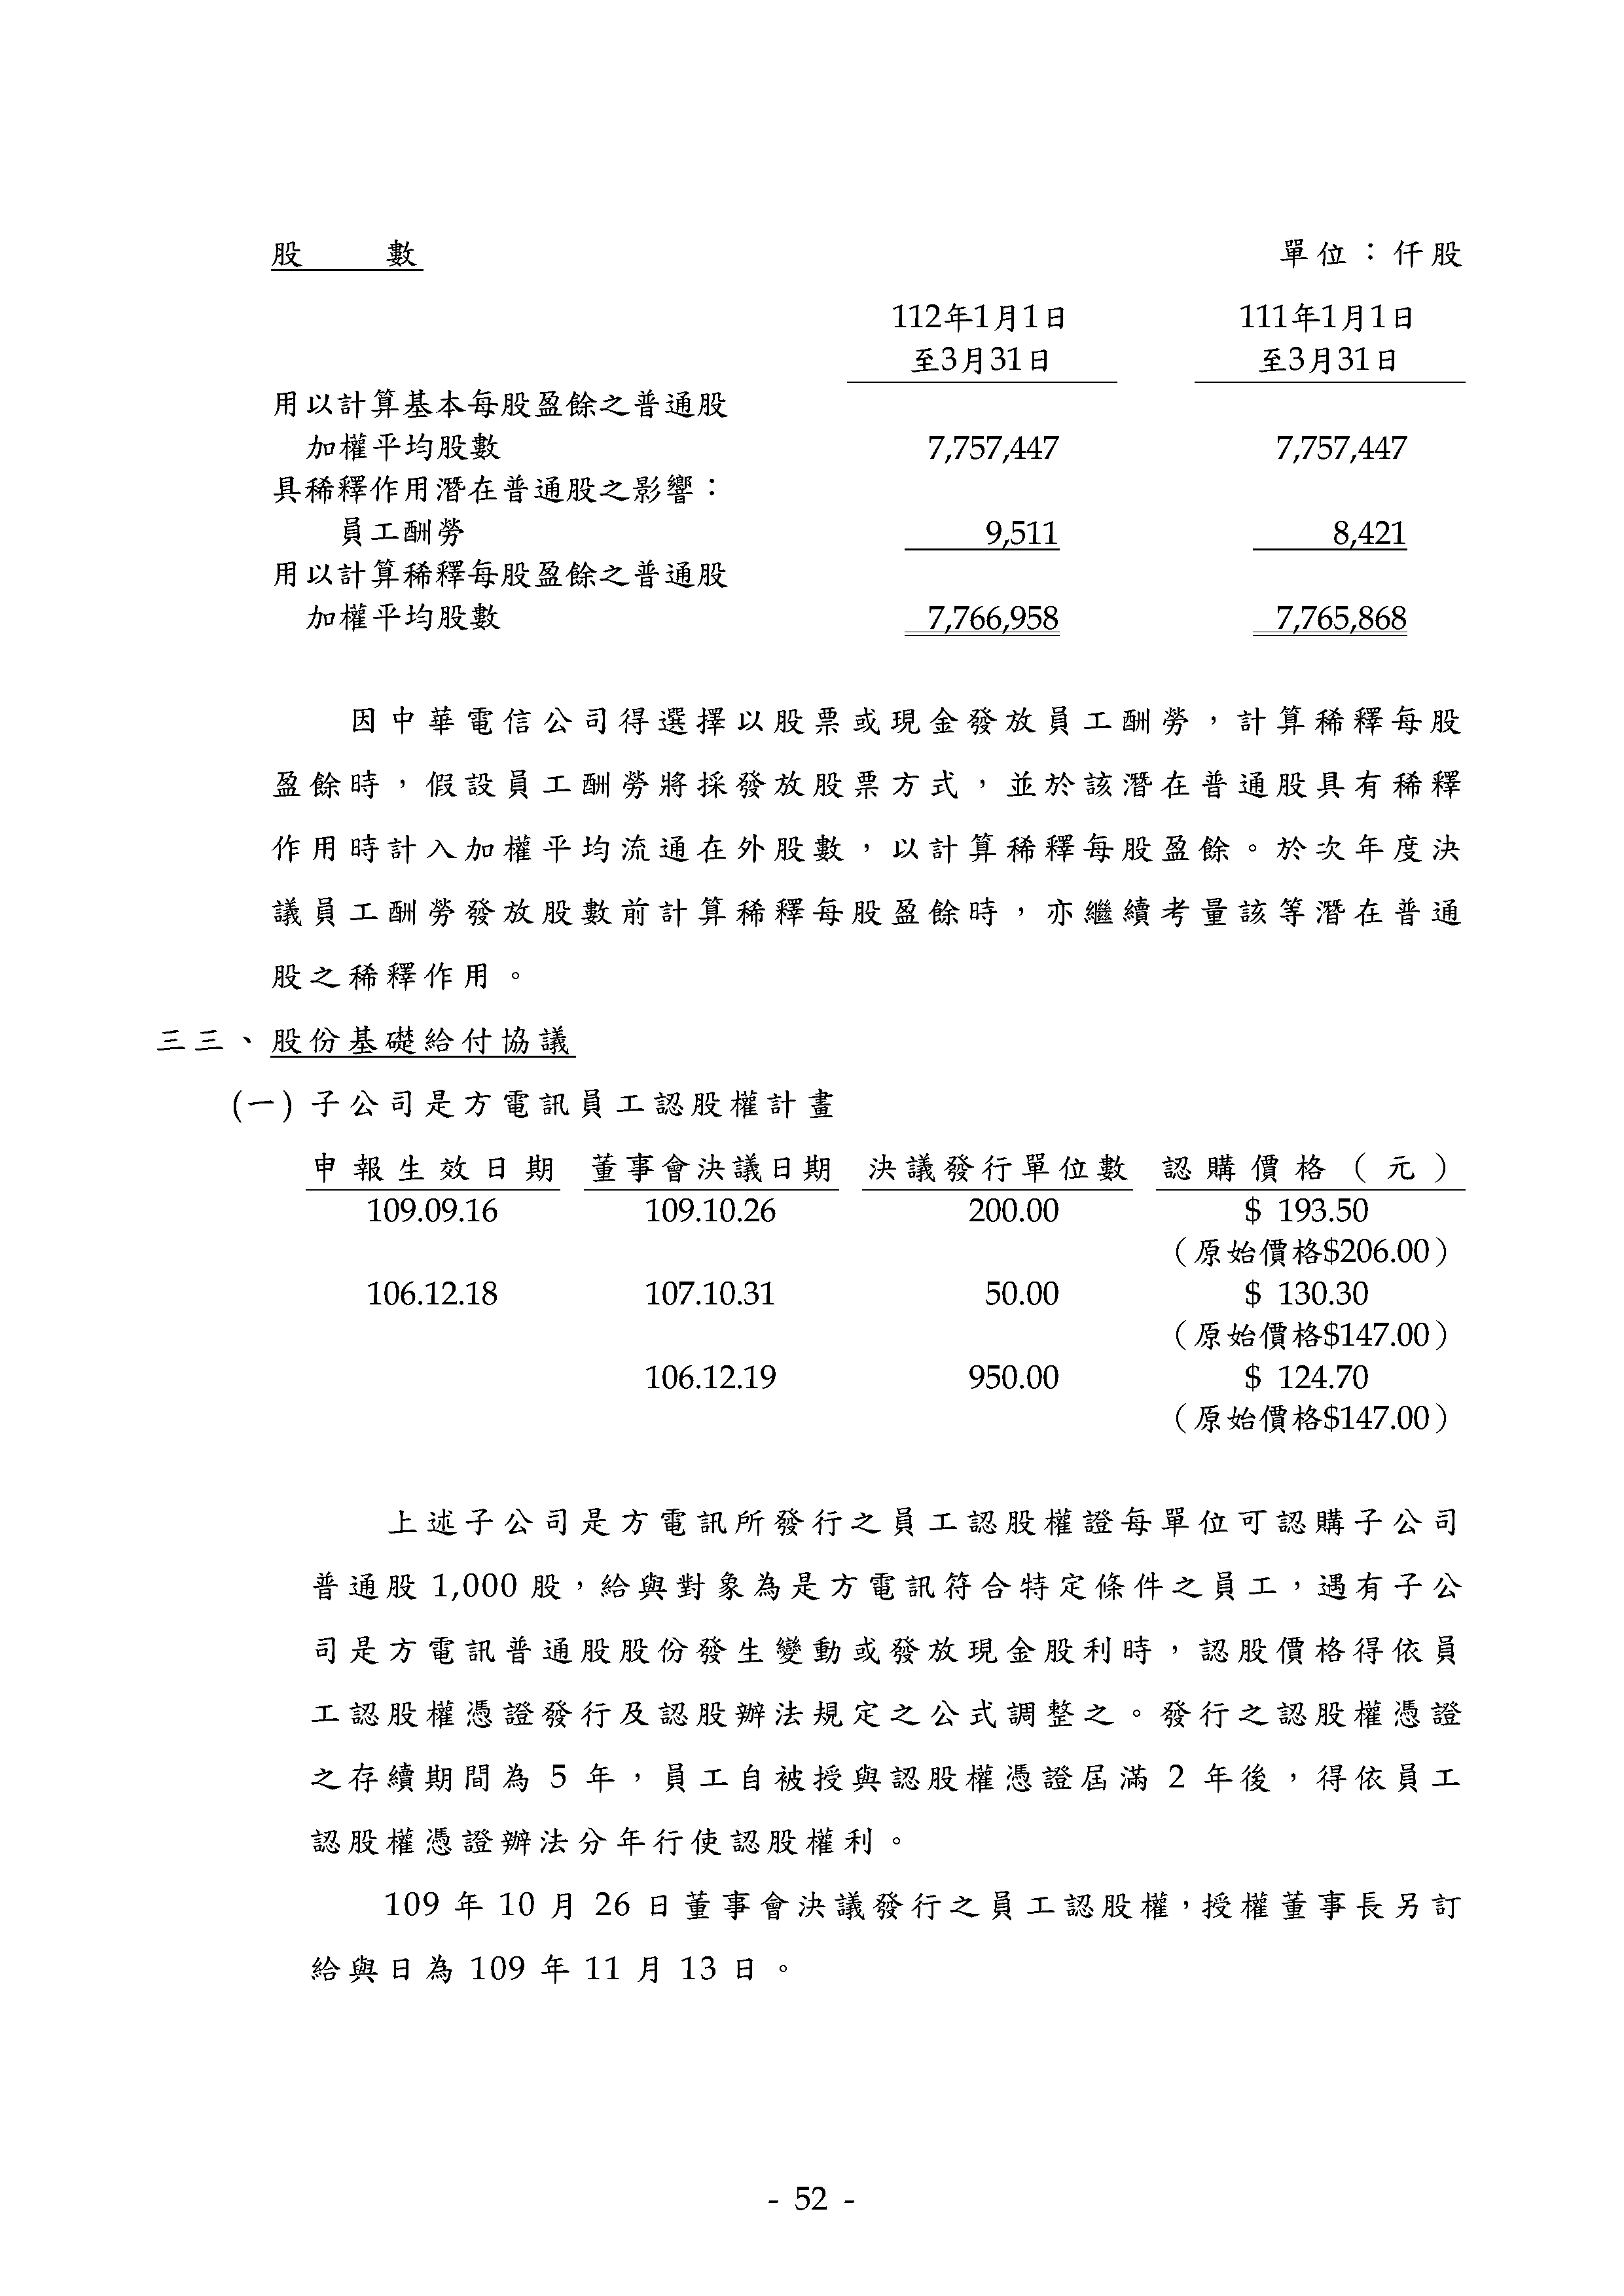 股數 單位：仟股
112年1月1日 111年1月1日
至3月31日 至3月31日
用以計算基本每股盈餘之普通股
加權平均股數 7,757,447 7,757,447
具稀釋作用潛在普通股之影響：
員工酬勞 9,511 8,421
用以計算稀釋每股盈餘之普通股
加權平均股數 7,766,958 7,765,868
因中華電信公司得選擇以股票或現金發放員工酬勞，計算稀釋每股
盈餘時，假設員工酬勞將採發放股票方式，並於該潛在普通股具有稀釋
作用時計入加權平均流通在外股數，以計算稀釋每股盈餘。於次年度決
議員工酬勞發放股數前計算稀釋每股盈餘時，亦繼續考量該等潛在普通
股之稀釋作用。
三三、股份基礎給付協議
(一) 子公司是方電訊員工認股權計畫
申報生效日期 董事會決議日期 決議發行單位數 認購價格（元）
109.09.16 109.10.26 200.00 $ 193.50
（原始價格$206.00）
106.12.18 107.10.31 50.00 $ 130.30
（原始價格$147.00）
106.12.19 950.00 $ 124.70
（原始價格$147.00）
上述子公司是方電訊所發行之員工認股權證每單位可認購子公司
普通股 1,000 股，給與對象為是方電訊符合特定條件之員工，遇有子公
司是方電訊普通股股份發生變動或發放現金股利時，認股價格得依員
工認股權憑證發行及認股辦法規定之公式調整之。發行之認股權憑證
之存續期間為 5 年，員工自被授與認股權憑證屆滿 2 年後，得依員工
認股權憑證辦法分年行使認股權利。
109 年 10 月 26 日董事會決議發行之員工認股權，授權董事長另訂
給與日為 109 年 11 月 13 日。
- 52 -